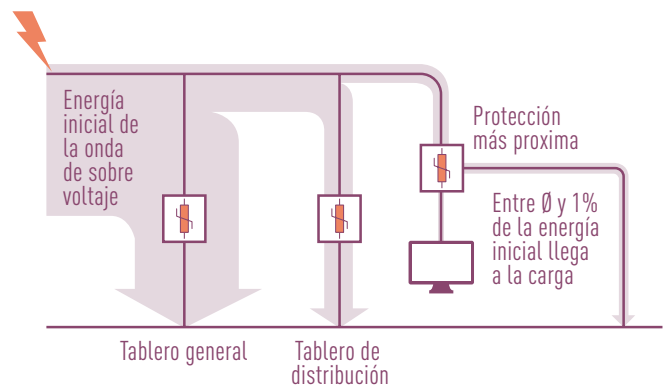 Energía
inicial de
la onda
de sobre
voltaje
Protección
más proxima
Entre Ø y 1%
de la energía
inicial llega
a la carga
Tablero general
Tablero de
distribución